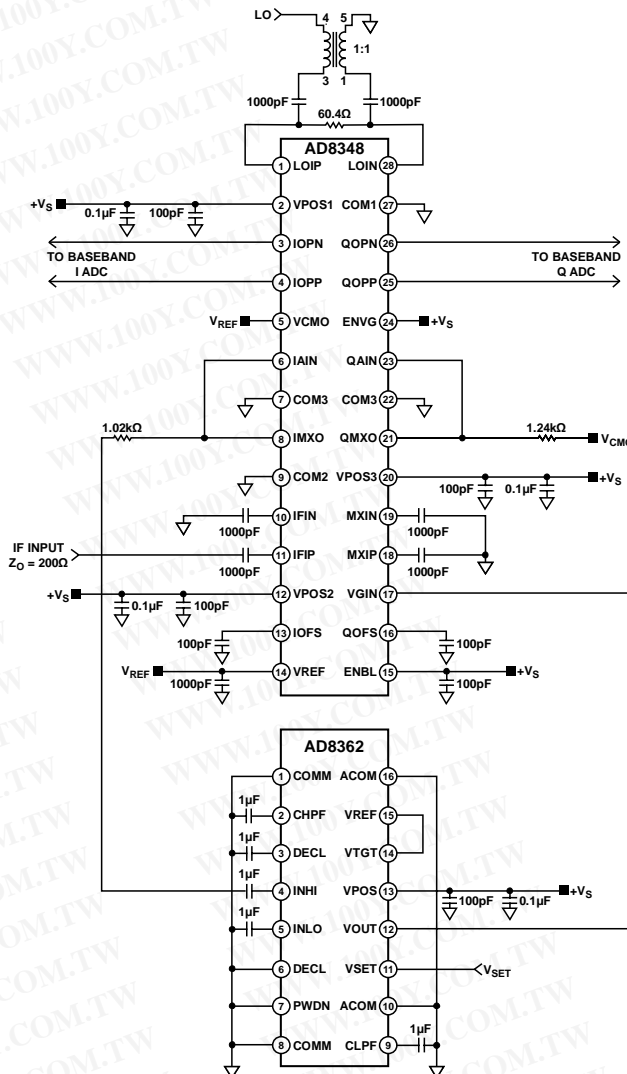 LO
4 5
1:1
3 1
1000pF 1000pF
60.4Ω
AD8348
1 LOIP LOIN 28
+VS 2 VPOS1 COM1 27
0.1µF 100pF
3 IOPN QOPN 26
TO BASEBAND
I ADC
TO BASEBAND
Q ADC
4 IOPP QOPP 25
VREF 5 VCMO ENVG 24 +VS
6 IAIN QAIN 23
7 COM3 COM3 22
1.02kΩ 1.24kΩ
8 IMXO QMXO 21 VCMO
9 COM2 VPOS3 20 +VS
100pF 0.1µF
10 IFIN MXIN 19
1000pF 1000pF
IF INPUT
ZO = 200Ω
11 IFIP MXIP 18
1000pF 1000pF
+VS 12 VPOS2 VGIN 17
0.1µF 100pF
13 IOFS QOFS 16
100pF 100pF
VREF 14 VREF ENBL 15 +VS
1000pF 100pF
AD8362
1 COMM ACOM 16
1µF
2 CHPF VREF 15
1µF
3 DECL VTGT 14
1µF
4 INHI VPOS 13 +VS
100pF 0.1µF
1µF
5 INLO VOUT 12
6 DECL VSET 11 VSET
7 PWDN ACOM 10
1µF
8 COMM CLPF 9
WWW.100Y.COM.TW